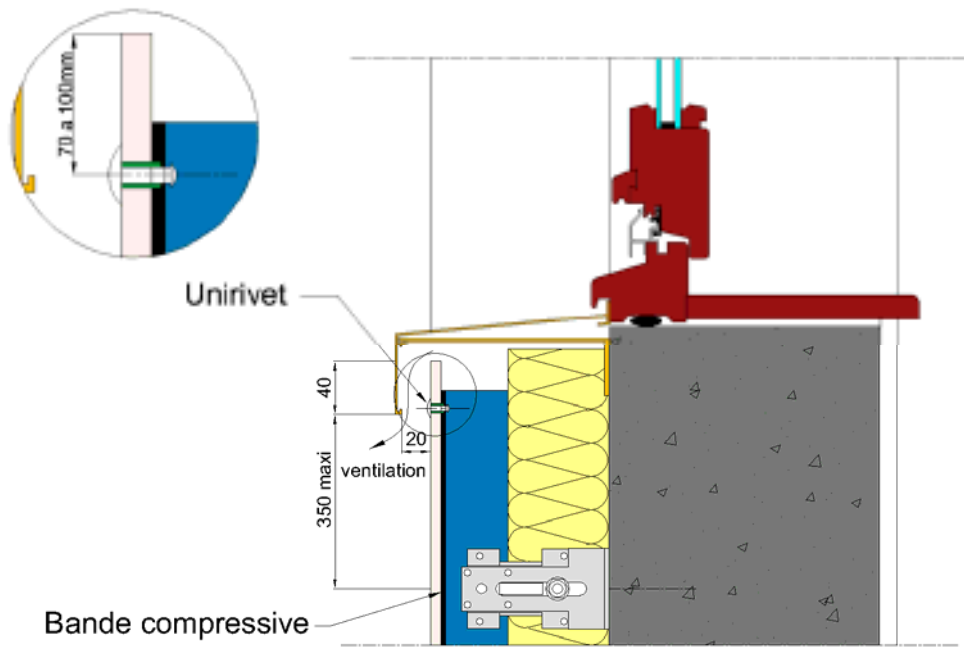 70 a 100mm
Unirivet
40
20
ventilation
350 maxi
Bande compressive